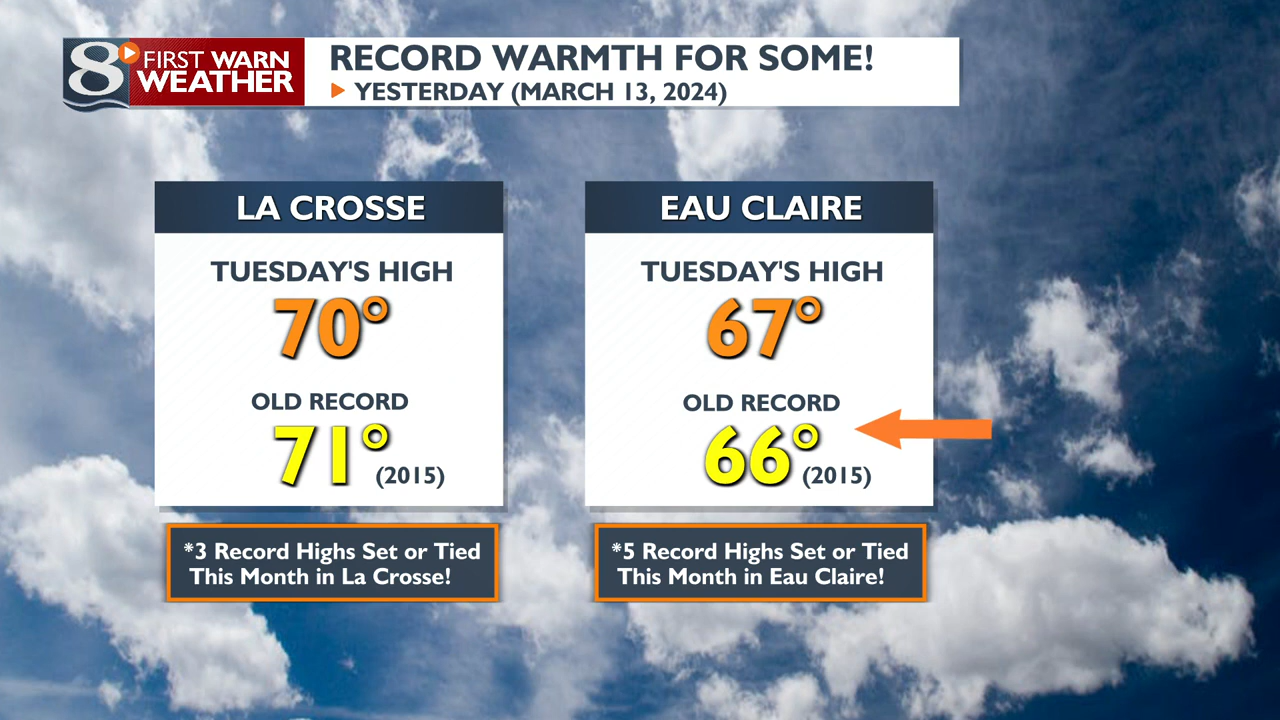 8 FIRST WARN
WEATHER
RECORD WARMTH FOR SOME!
YESTERDAY (MARCH 13, 2024)
LA CROSSE
TUESDAY'S HIGH
70°
OLD RECORD
71° (2015)
*3 Record Highs Set or Tied
This Month in La Crosse!
EAU CLAIRE
TUESDAY'S HIGH
67°
OLD RECORD
66° (2015)
*5 Record Highs Set or Tied
This Month in Eau Claire!